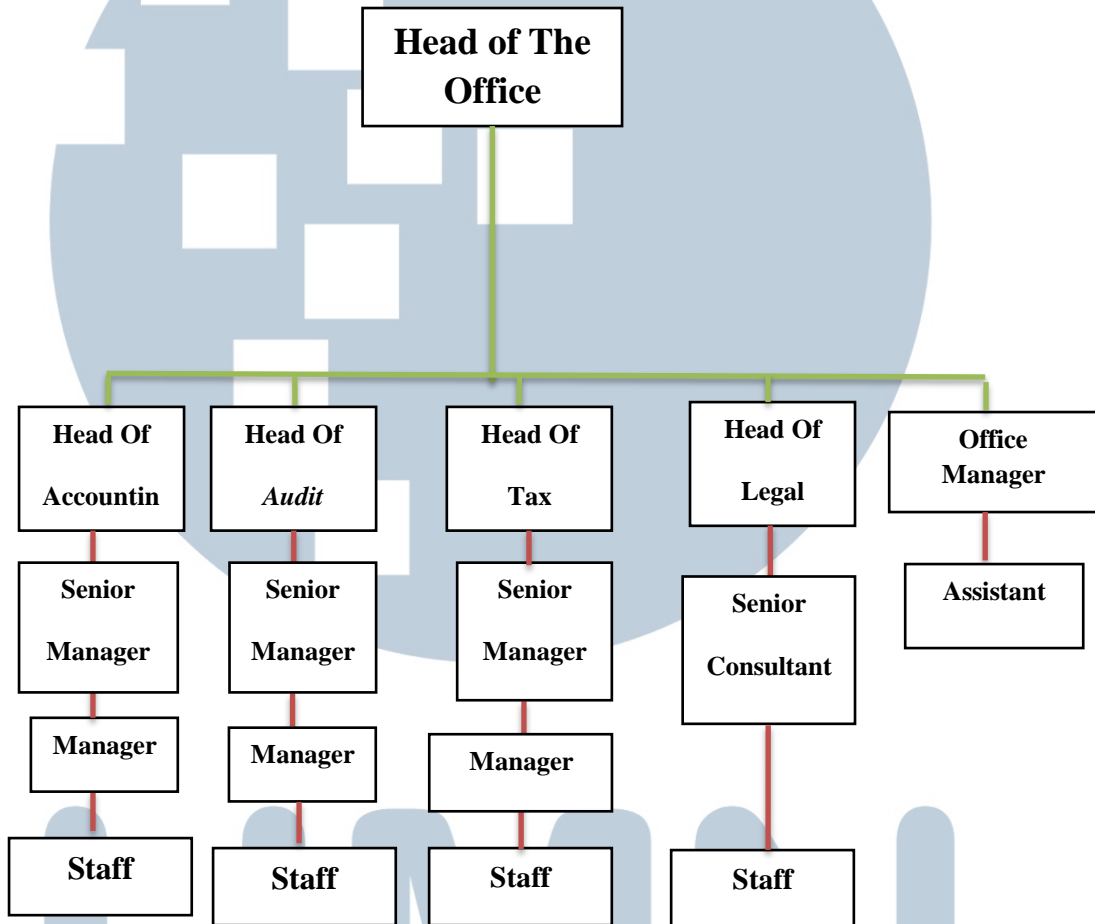 Head of The
Office
Head Of
Accountin
Head Of
Audit
Head Of
Tax
Head Of
Legal
Office
Manager
Senior
Manager
Senior
Manager
Senior
Manager
Senior
Consultant
Assistant
Manager
Manager
Manager
Staff
Staff
Staff
Staff